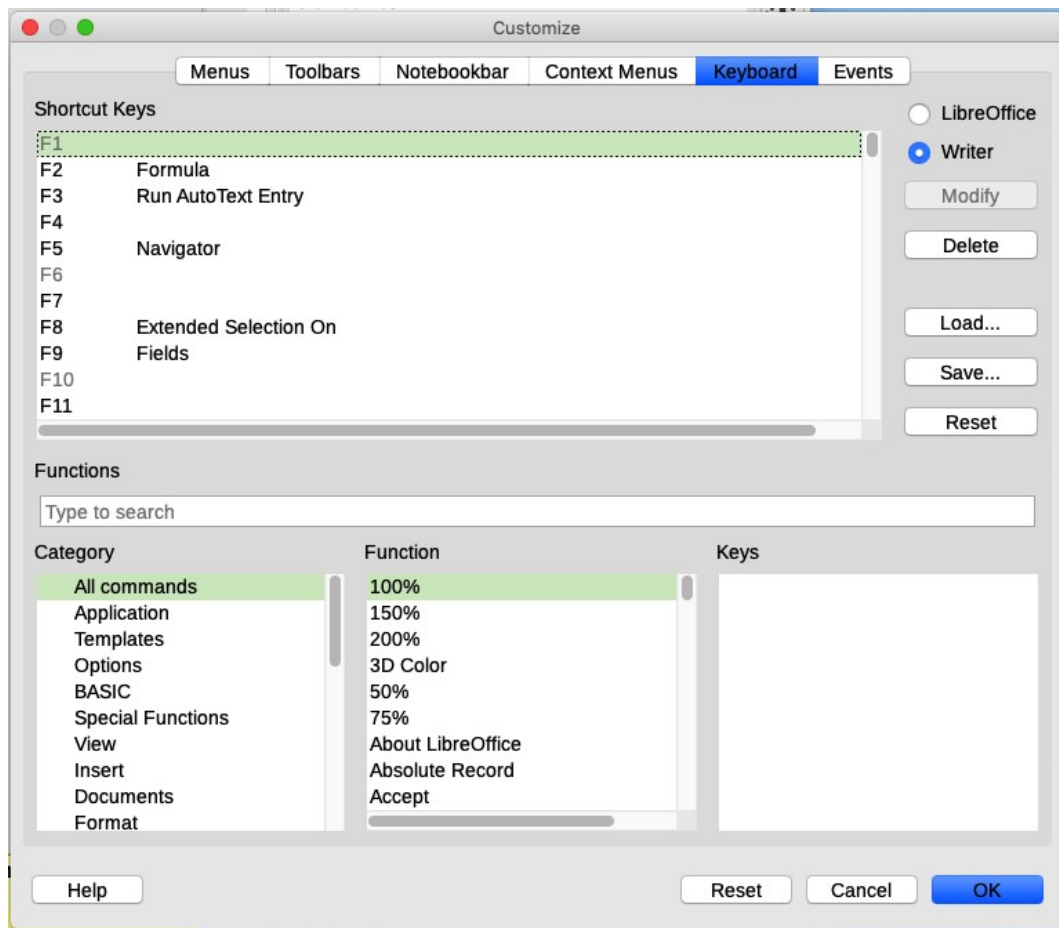 Customize
Menus Toolbars Notebookbar Context Menus Keyboard Events
Shortcut Keys
F1
F2 Formula
F3 Run AutoText Entry
F4
F5 Navigator
F6
F7
F8 Extended Selection On
F9 Fields
F10
F11
LibreOffice
Writer
Modify
Delete
Load...
Save...
Reset
Functions
Type to search
Category
All commands
Application
Templates
Options
BASIC
Special Functions
View
Insert
Documents
Format
Function
100%
150%
200%
3D Color
50%
75%
About LibreOffice
Absolute Record
Accept
Keys
Help Reset Cancel OK